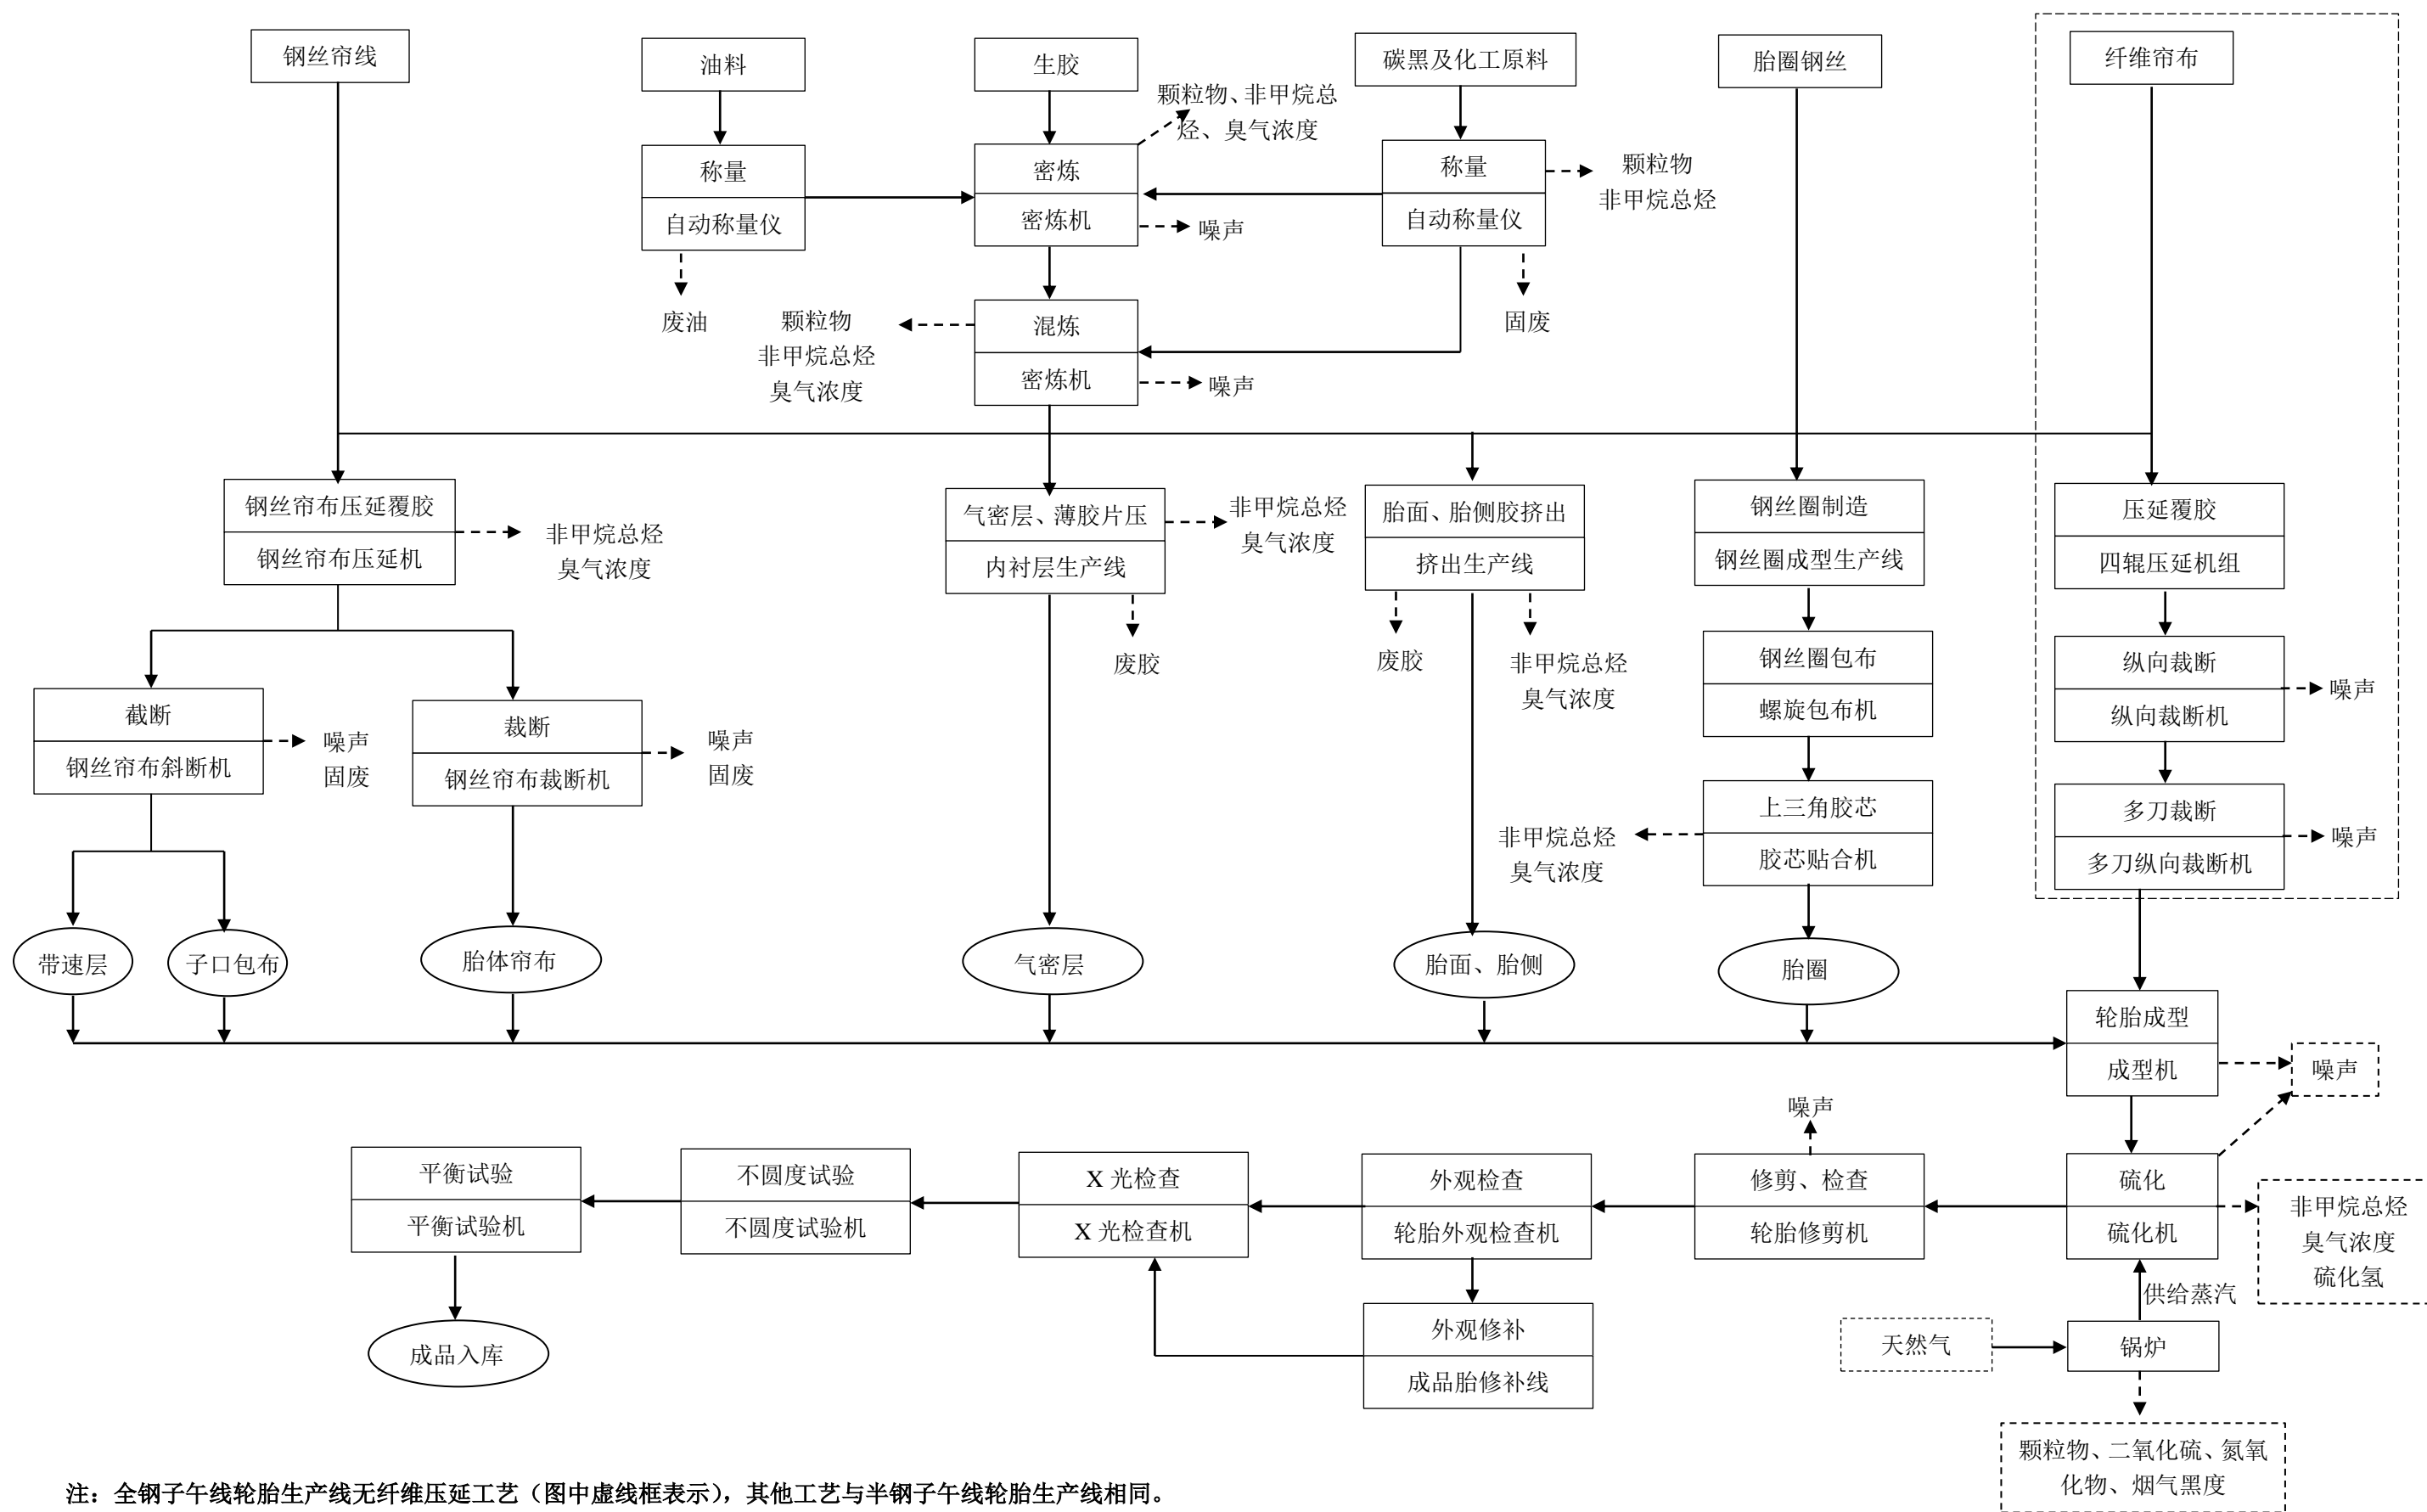 钢丝帘线
油料
生胶
碳黑及化工原料
胎圈钢丝
纤维帘布
颗粒物、非甲烷总
烃、臭气浓度
称量
自动称量仪
密炼
密炼机
称量
自动称量仪
颗粒物
非甲烷总烃
噪声
废油
颗粒物
非甲烷总烃
臭气浓度
混炼
密炼机
噪声
固废
钢丝帘布压延覆胶
钢丝帘布压延机
非甲烷总烃
臭气浓度
气密层、薄胶片压
内衬层生产线
非甲烷总烃
臭气浓度
胎面、胎侧胶挤出
挤出生产线
钢丝圈制造
钢丝圈成型生产线
压延覆胶
四辊压延机组
废胶
废胶
非甲烷总烃
臭气浓度
钢丝圈包布
螺旋包布机
纵向裁断
纵向裁断机
噪声
截断
钢丝帘布斜断机
噪声
固废
裁断
钢丝帘布裁断机
噪声
固废
非甲烷总烃
臭气浓度
上三角胶芯
胶芯贴合机
多刀裁断
多刀纵向裁断机
噪声
带速层
子口包布
胎体帘布
气密层
胎面、胎侧
胎圈
轮胎成型
成型机
噪声
平衡试验
平衡试验机
不圆度试验
不圆度试验机
X 光检查
X 光检查机
外观检查
轮胎外观检查机
噪声
修剪、检查
轮胎修剪机
硫化
硫化机
非甲烷总烃
臭气浓度
硫化氢
供给蒸汽
成品入库
外观修补
成品胎修补线
天然气
锅炉
颗粒物、二氧化硫、氮氧
化物、烟气黑度
注：全钢子午线轮胎生产线无纤维压延工艺（图中虚线框表示），其他工艺与半钢子午线轮胎生产线相同。